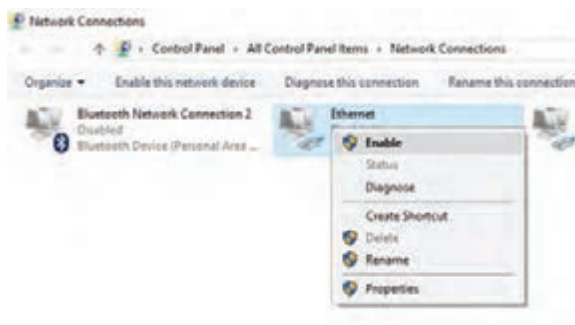 Network Connections
Control Panel › All Control Panel Items › Network Connections
Organize Enable this network device Diagnose this connection Rename this connection
Bluetooth Network Connection 2
Disabled
Bluetooth Device (Personal Area ...
Ethernet
Enable
Status
Diagnose
Create Shortcut
Delete
Rename
Properties